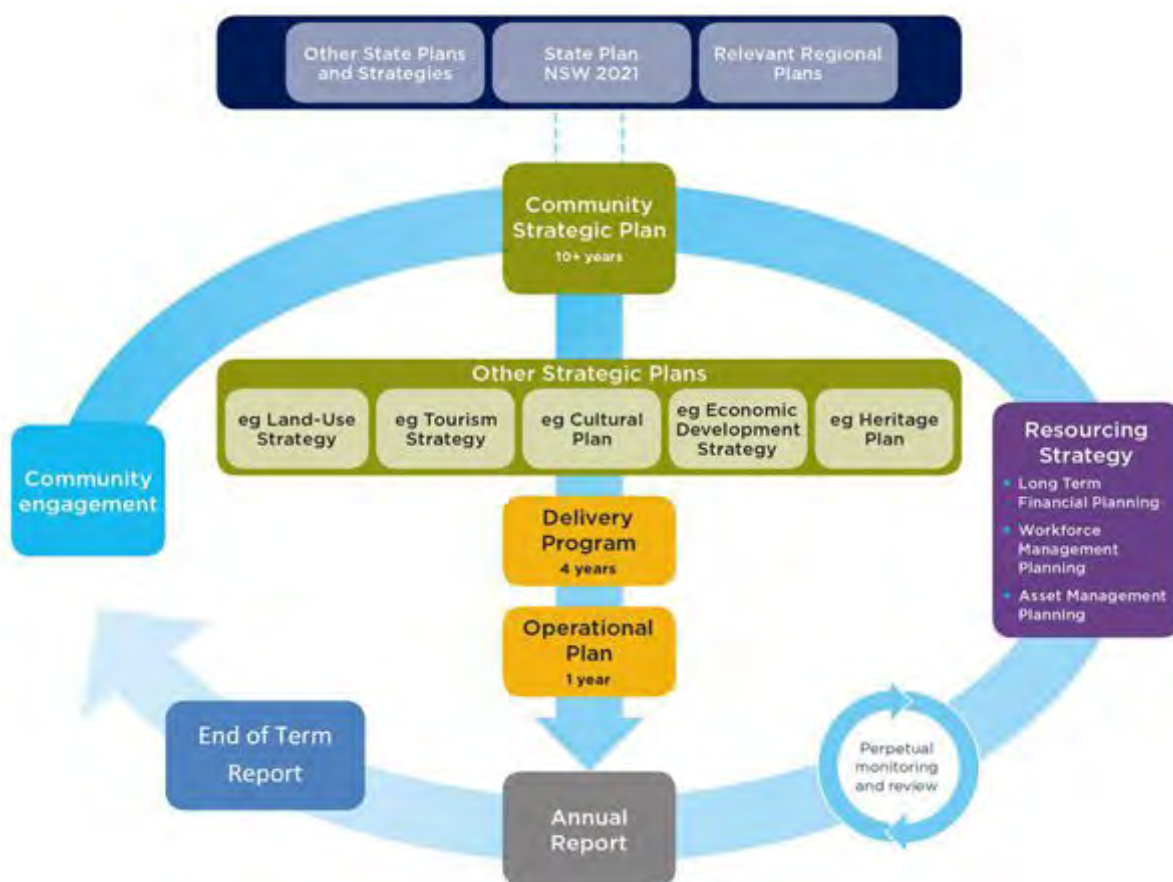 Other State Plans
and Strategies
State Plan
NSW 2021
Relevant Regional
Plans
Community
Strategic Plan
10+ years
Other Strategic Plans
eg Land-Use
Strategy
eg Tourism
Strategy
eg Cultural
Plan
eg Economic
Development
Strategy
eg Heritage
Plan
Community
engagement
Resourcing
Strategy
• Long Term
Financial Planning
• Workforce
Management
Planning
• Asset Management
Planning
Delivery
Program
4 years
Operational
Plan
1 year
End of Term
Report
Perpetual
monitoring
and review
Annual
Report